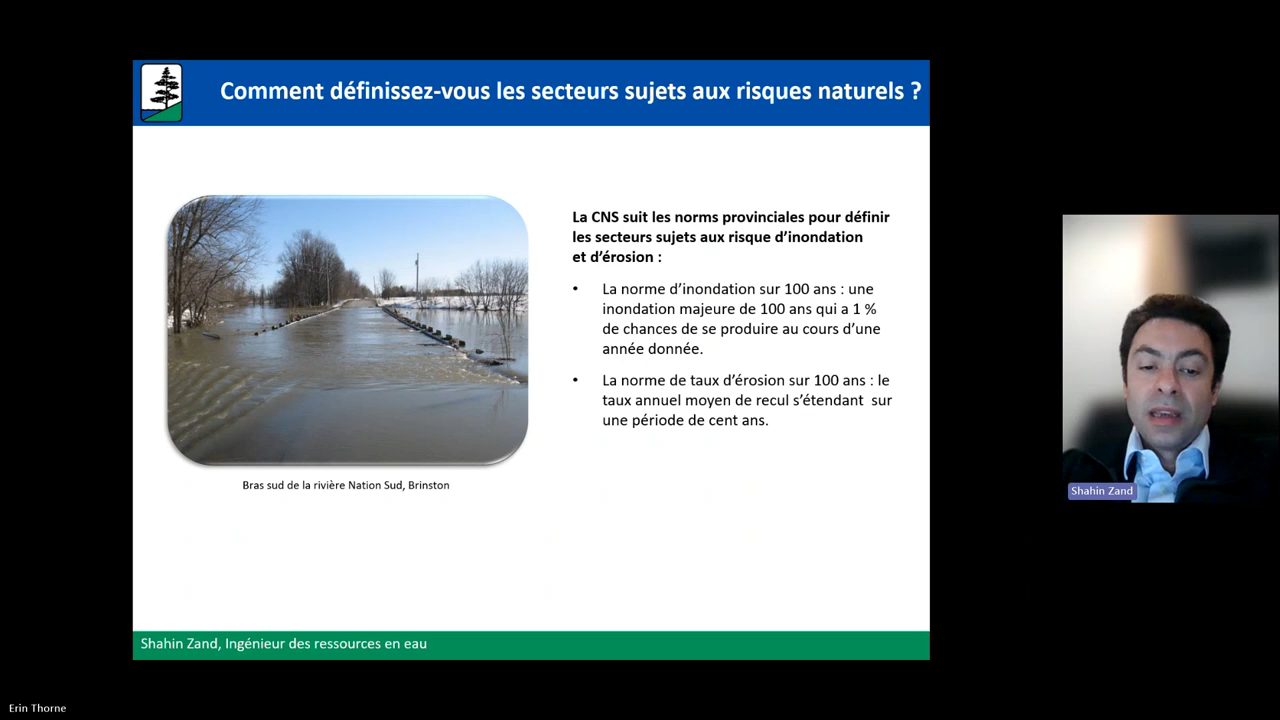 Comment définissez-vous les secteurs sujets aux risques naturels ?
La CNS suit les norms provinciales pour définir
les secteurs sujets aux risque d’inondation
et d’érosion :
• La norme d’inondation sur 100 ans : une
inondation majeure de 100 ans qui a 1 %
de chances de se produire au cours d’une
année donnée.
• La norme de taux d’érosion sur 100 ans : le
taux annuel moyen de recul s’étendant sur
une période de cent ans.
Bras sud de la rivière Nation Sud, Brinston
Shahin Zand, Ingénieur des ressources en eau
Shahin Zand
Erin Thorne